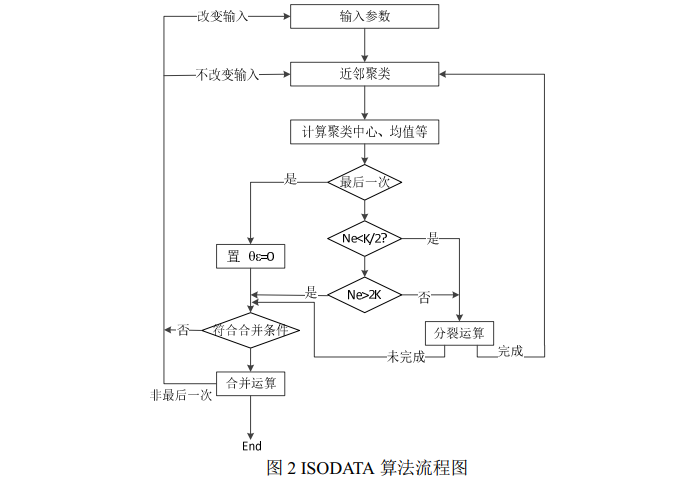 改变输入
输入参数
不改变输入
近邻聚类
计算聚类中心、均值等
是
最后一次
Ne<K/2?
是
置 θε=0
是
Ne>2K
否
否
符合合并条件
分裂运算
未完成
完成
合并运算
非最后一次
End
图 2 ISODATA 算法流程图